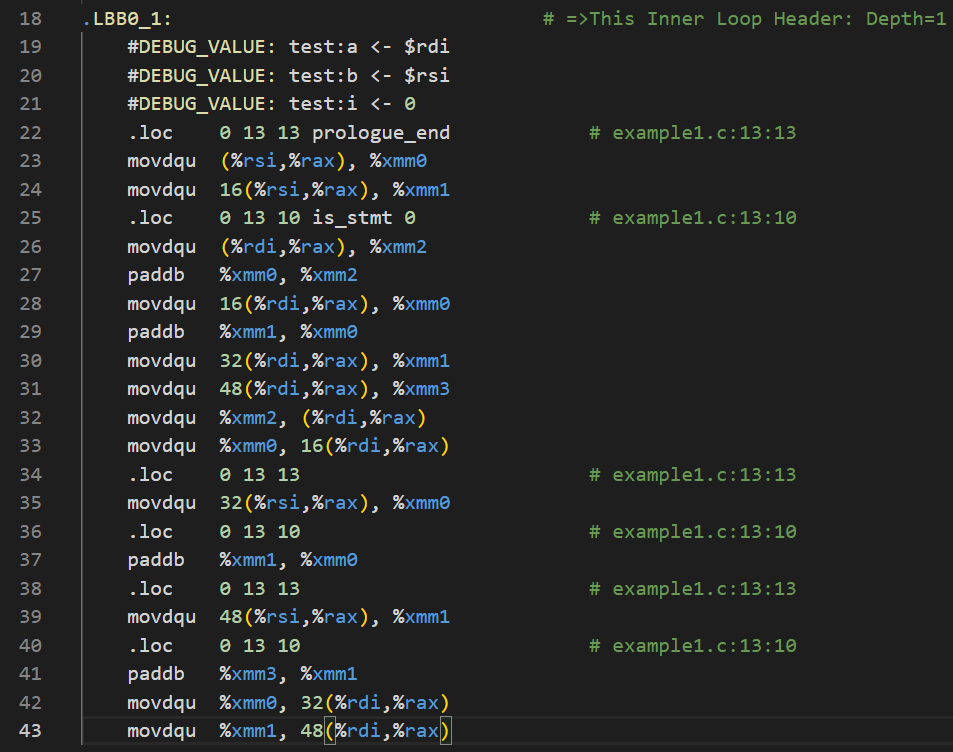 18 .LBB0_1: # =>This Inner Loop Header: Depth=1
19 #DEBUG_VALUE: test:a <- $rdi
20 #DEBUG_VALUE: test:b <- $rsi
21 #DEBUG_VALUE: test:i <- 0
22 .loc 0 13 13 prologue_end # example1.c:13:13
23 movdqu (%rsi,%rax), %xmm0
24 movdqu 16(%rsi,%rax), %xmm1
25 .loc 0 13 10 is_stmt 0 # example1.c:13:10
26 movdqu (%rdi,%rax), %xmm2
27 paddb %xmm0, %xmm2
28 movdqu 16(%rdi,%rax), %xmm0
29 paddb %xmm1, %xmm0
30 movdqu 32(%rdi,%rax), %xmm1
31 movdqu 48(%rdi,%rax), %xmm3
32 movdqu %xmm2, (%rdi,%rax)
33 movdqu %xmm0, 16(%rdi,%rax)
34 .loc 0 13 13 # example1.c:13:13
35 movdqu 32(%rsi,%rax), %xmm0
36 .loc 0 13 10 # example1.c:13:10
37 paddb %xmm1, %xmm0
38 .loc 0 13 13 # example1.c:13:13
39 movdqu 48(%rsi,%rax), %xmm1
40 .loc 0 13 10 # example1.c:13:10
41 paddb %xmm3, %xmm1
42 movdqu %xmm0, 32(%rdi,%rax)
43 movdqu %xmm1, 48(%rdi,%rax)